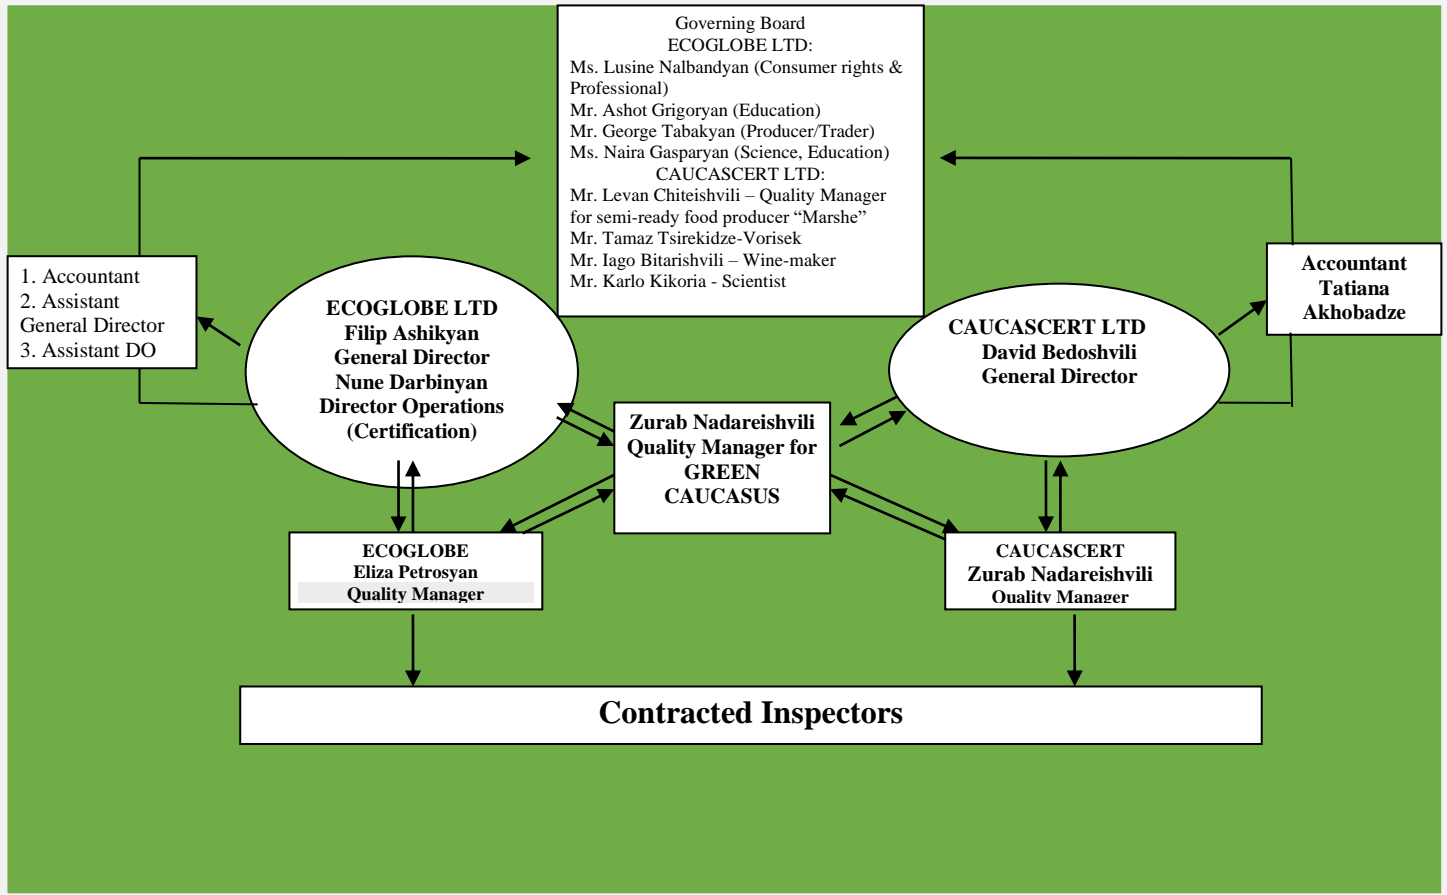 Governing Board
ECOGLOBE LTD:
Ms. Lusine Nalbandyan (Consumer rights &
Professional)
Mr. Ashot Grigoryan (Education)
Mr. George Tabakyan (Producer/Trader)
Ms. Naira Gasparyan (Science, Education)
CAUCASCERT LTD:
Mr. Levan Chiteishvili – Quality Manager
for semi-ready food producer “Marshe”
Mr. Tamaz Tsirekidze-Vorisek
Mr. Iago Bitarishvili – Wine-maker
Mr. Karlo Kikoria - Scientist
1. Accountant
2. Assistant
General Director
3. Assistant DO
ECOGLOBE LTD
Filip Ashikyan
General Director
Nune Darbinyan
Director Operations
(Certification)
CAUCASCERT LTD
David Bedoshvili
General Director
Accountant
Tatiana
Akhobadze
Zurab Nadareishvili
Quality Manager for
GREEN
CAUCASUS
ECOGLOBE
Eliza Petrosyan
Quality Manager
CAUCASCERT
Zurab Nadareishvili
Quality Manager
Contracted Inspectors